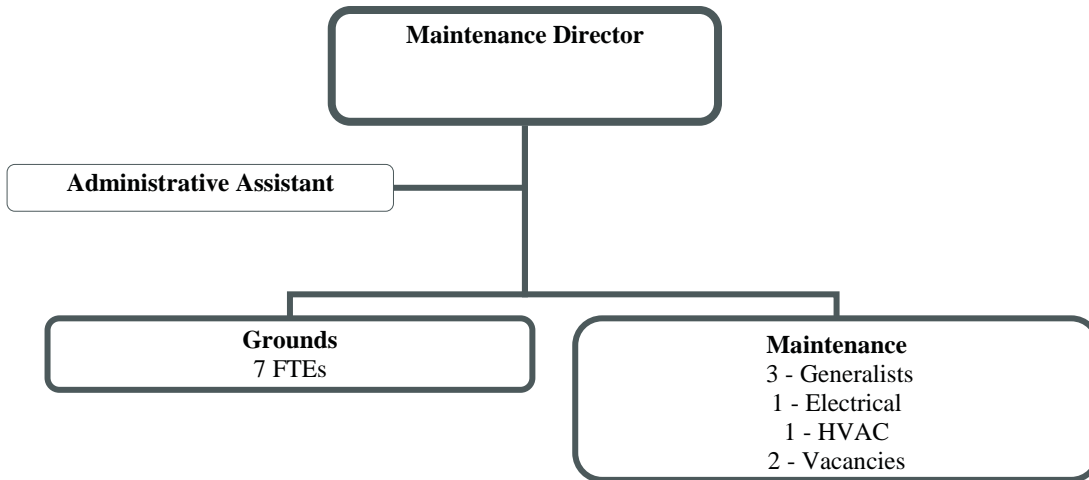 Maintenance Director
Administrative Assistant
Grounds
7 FTEs
Maintenance
3 - Generalists
1 - Electrical
1 - HVAC
2 - Vacancies